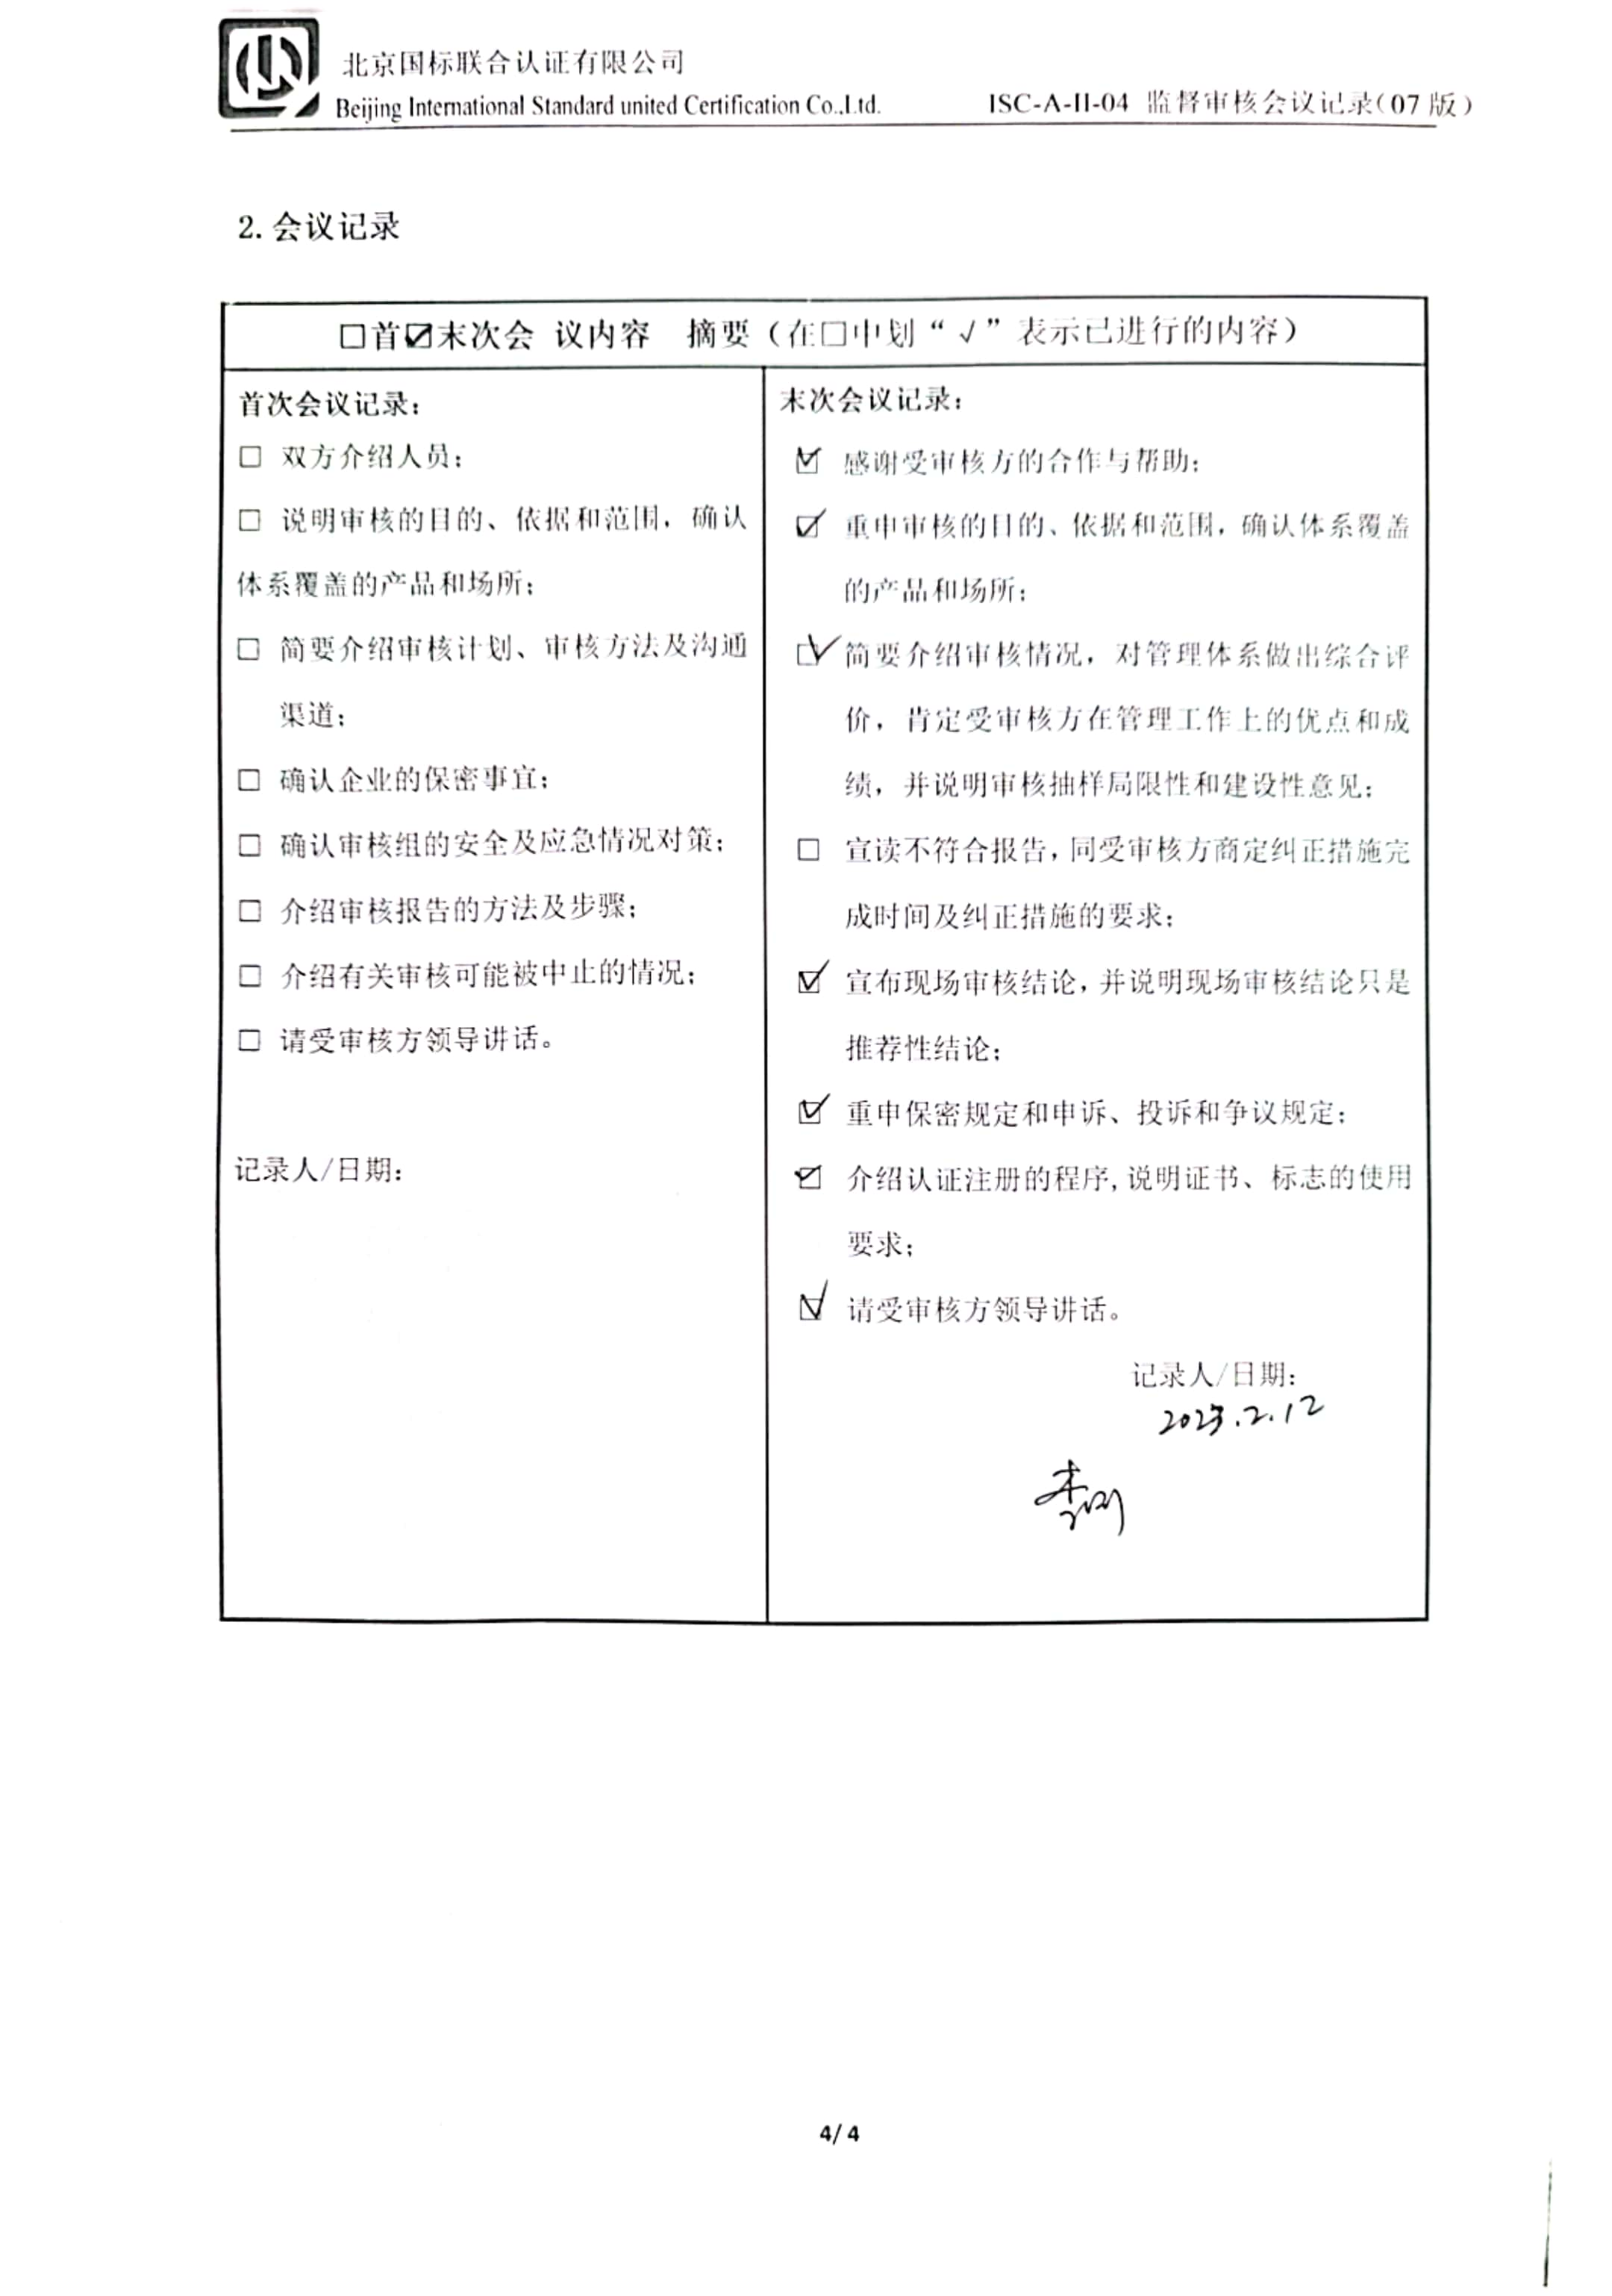 北京国标联合认证有限公司
Beijing International Standard united Certification Co.,Ltd.
ISC-A-II-04 监督审核会议记录(07版)
2. 会议记录
□首☑末次会 议内容 摘要（在□中划“√”表示已进行的内容）
首次会议记录：
□ 双方介绍人员；
□ 说明审核的目的、依据和范围，确认
体系覆盖的产品和场所；
□ 简要介绍审核计划、审核方法及沟通
渠道；
□ 确认企业的保密事宜；
□ 确认审核组的安全及应急情况对策；
□ 介绍审核报告的方法及步骤；
□ 介绍有关审核可能被中止的情况；
□ 请受审核方领导讲话。
记录人/日期：
末次会议记录：
☑ 感谢受审核方的合作与帮助；
☑ 重申审核的目的、依据和范围，确认体系覆盖
的产品和场所；
☑ 简要介绍审核情况，对管理体系做出综合评
价，肯定受审核方在管理工作上的优点和成
绩，并说明审核抽样局限性和建设性意见；
□ 宣读不符合报告，同受审核方商定纠正措施完
成时间及纠正措施的要求；
☑ 宣布现场审核结论，并说明现场审核结论只是
推荐性结论；
☑ 重申保密规定和申诉、投诉和争议规定；
☑ 介绍认证注册的程序,说明证书、标志的使用
要求；
☑ 请受审核方领导讲话。
记录人/日期：
2023.2.12
4/ 4